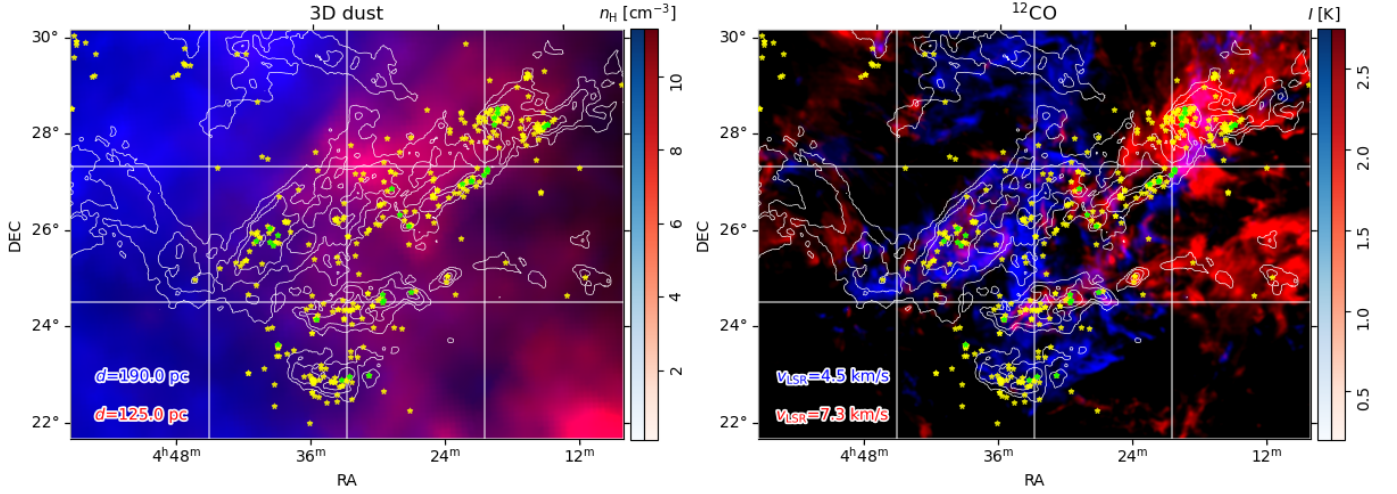 3D dust
n_H [cm⁻³]
30°
28°
26°
24°
22°
DEC
d=190.0 pc
d=125.0 pc
4ʰ48ᵐ
36ᵐ
24ᵐ
12ᵐ
RA
10
8
6
4
2
¹²CO
I [K]
30°
28°
26°
24°
22°
DEC
v_LSR=4.5 km/s
v_LSR=7.3 km/s
4ʰ48ᵐ
36ᵐ
24ᵐ
12ᵐ
RA
2.5
2.0
1.5
1.0
0.5